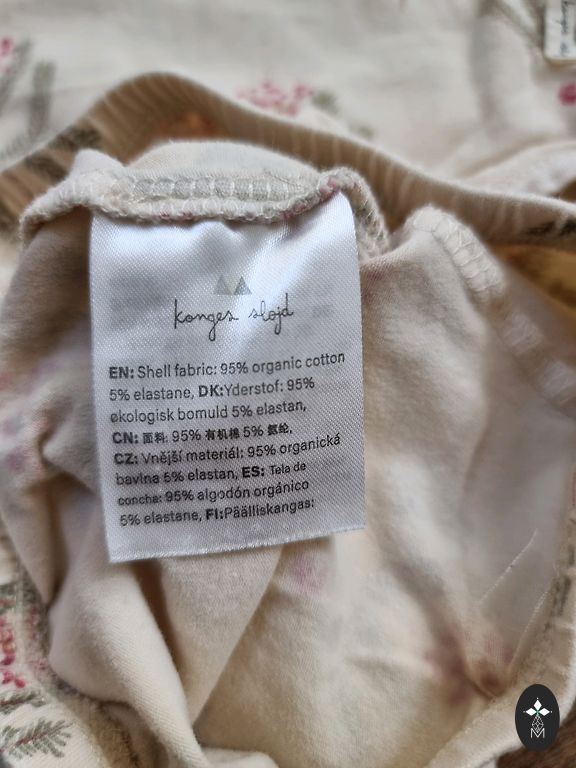 konges sløjd
EN: Shell fabric: 95% organic cotton
5% elastane, DK:Yderstof: 95%
økologisk bomuld 5% elastan,
CN: 面料: 95% 有机棉 5% 氨纶,
CZ: Vnější materiál: 95% organická
bavlna 5% elastan, ES: Tela de
concha: 95% algodón orgánico
5% elastane, FI:Päälliskangas: